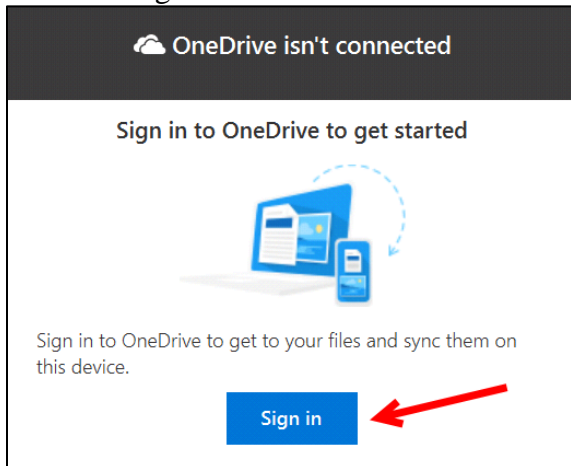 OneDrive isn't connected
Sign in to OneDrive to get started
Sign in to OneDrive to get to your files and sync them on
this device.
Sign in